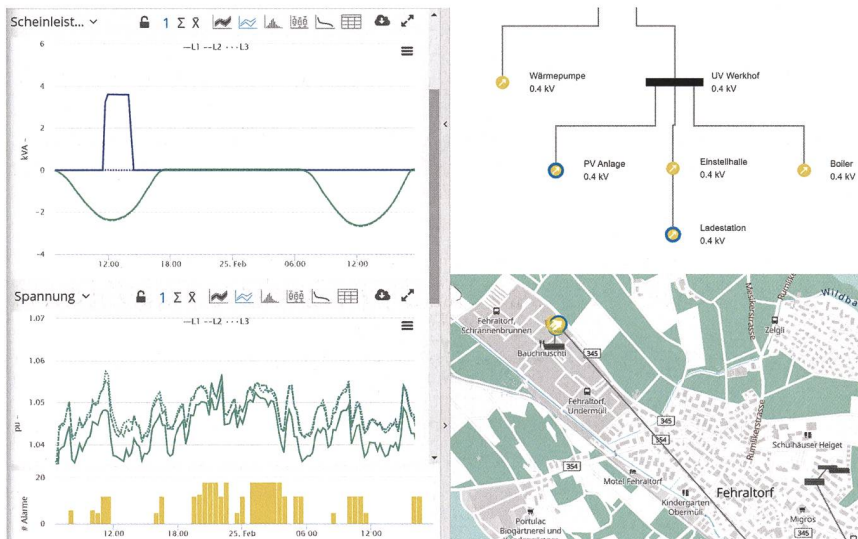 Scheinleist...
1 Σ x̄
—L1 --L2 ···L3
6
4
2
0
-2
-4
kVA -
12:00
18:00
25. Feb
06:00
12:00
Spannung
1 Σ x̄
—L1 --L2 ···L3
1.07
1.06
1.05
1.04
pu -
20
0
# Alarme
12:00
18:00
25. Feb
06:00
12:00
Wärmepumpe
0.4 kV
UV Werkhof
0.4 kV
PV Anlage
0.4 kV
Einstellhalle
0.4 kV
Boiler
0.4 kV
Ladestation
0.4 kV
Fehraltorf,
Schrannenbrunnen
Bauchnuschti
345
Fehraltorf,
Undermüli
345
354
354
Motel Fehraltorf
Mesikerstrasse
Rumlikerstrasse
Zelgli
Schulhäuser Heiget
Fehraltorf
Kindergarten
Obermüli
Migros
345
Portulac
Biogärtnerei und